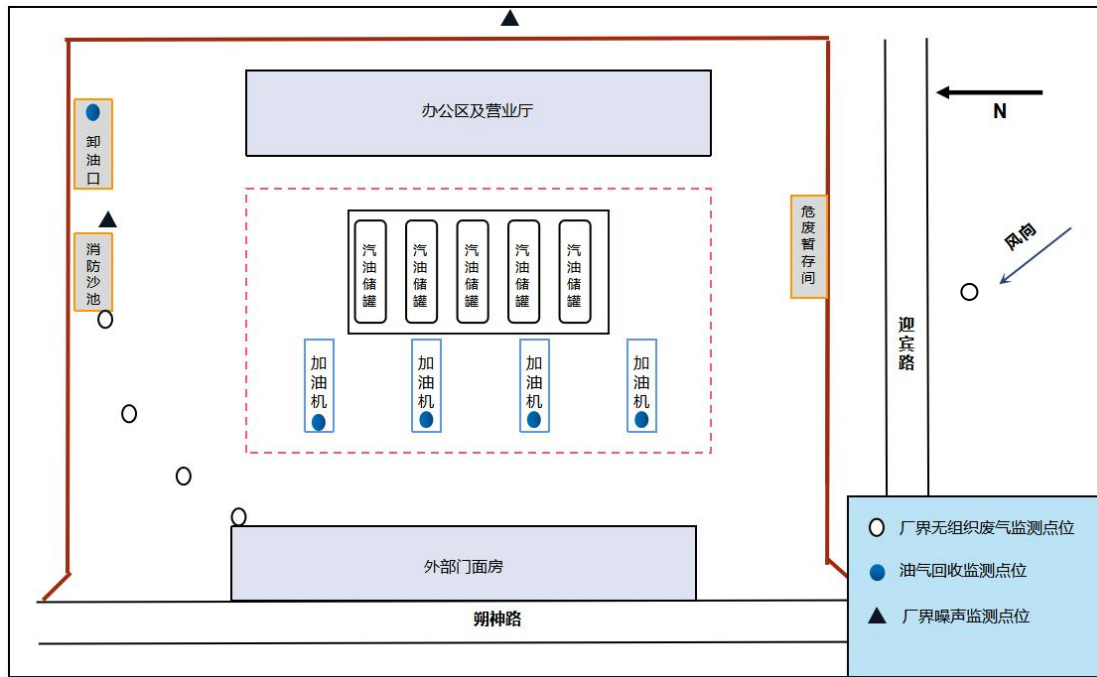 办公区及营业厅
N
卸油口
危废暂存间
风向
汽油储罐
汽油储罐
汽油储罐
汽油储罐
汽油储罐
消防沙池
迎宾路
加油机
加油机
加油机
加油机
厂界无组织废气监测点位
外部门面房
油气回收监测点位
朔神路
厂界噪声监测点位